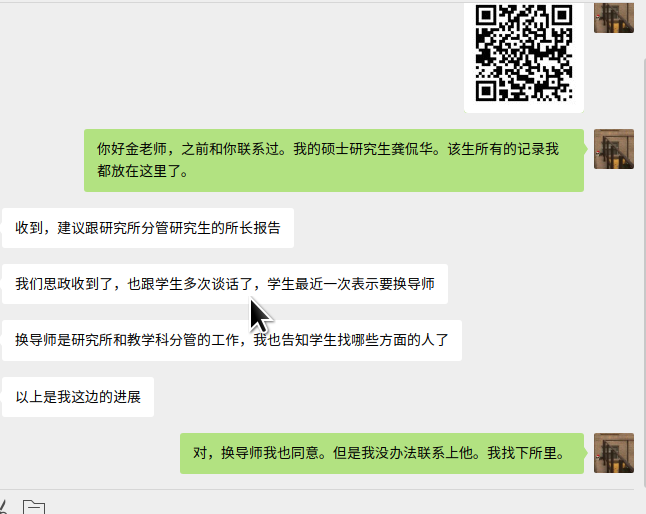 你好金老师，之前和你联系过。我的硕士研究生龚侃华。该生所有的记录我
都放在这里了。
收到，建议跟研究所分管研究生的所长报告
我们思政收到了，也跟学生多次谈话了，学生最近一次表示要换导师
换导师是研究所和教学科分管的工作，我也告知学生找哪些方面的人了
以上是我这边的进展
对，换导师我也同意。但是我没办法联系上他。我找下所里。